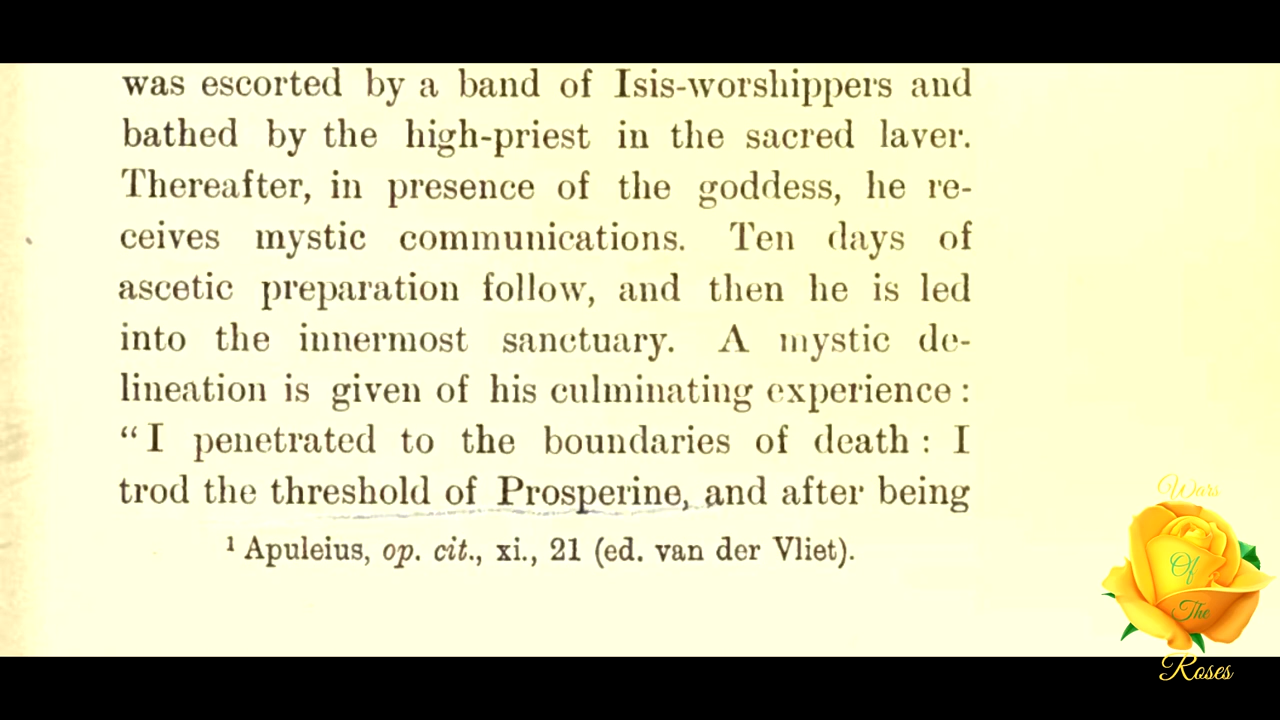 was escorted by a band of Isis-worshippers and
bathed by the high-priest in the sacred laver.
Thereafter, in presence of the goddess, he re-
ceives mystic communications. Ten days of
ascetic preparation follow, and then he is led
into the innermost sanctuary. A mystic de-
lineation is given of his culminating experience :
“I penetrated to the boundaries of death : I
trod the threshold of Prosperine, and after being
¹ Apuleius, op. cit., xi., 21 (ed. van der Vliet).
Wars
Of
The
Roses